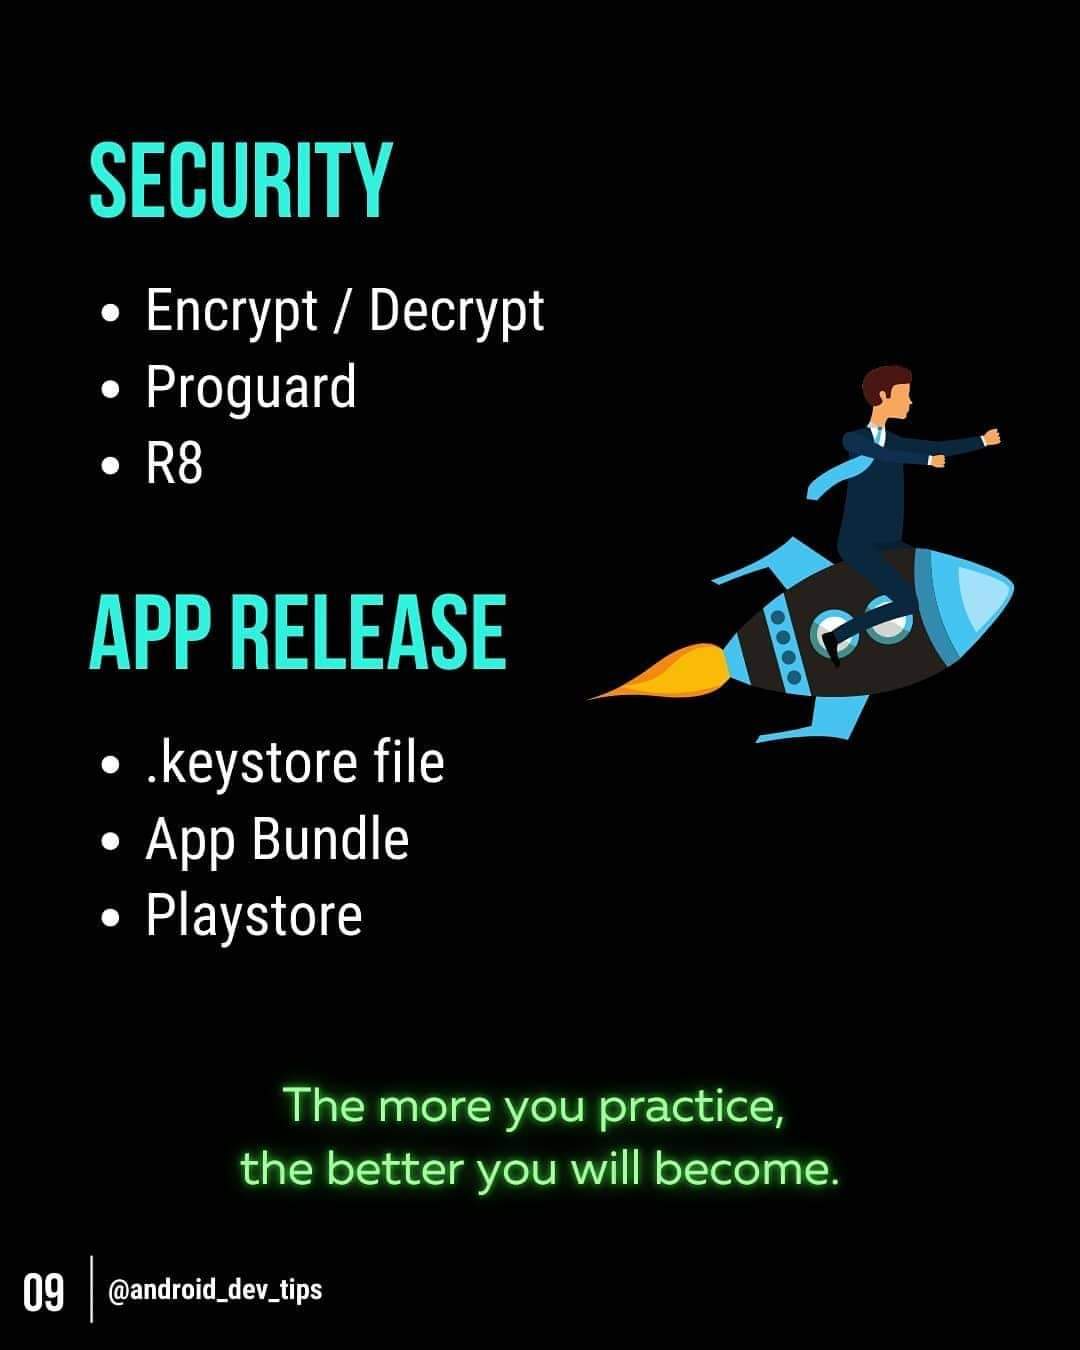 SECURITY
• Encrypt / Decrypt
• Proguard
• R8
APP RELEASE
• .keystore file
• App Bundle
• Playstore
The more you practice,
the better you will become.
09 | @android_dev_tips